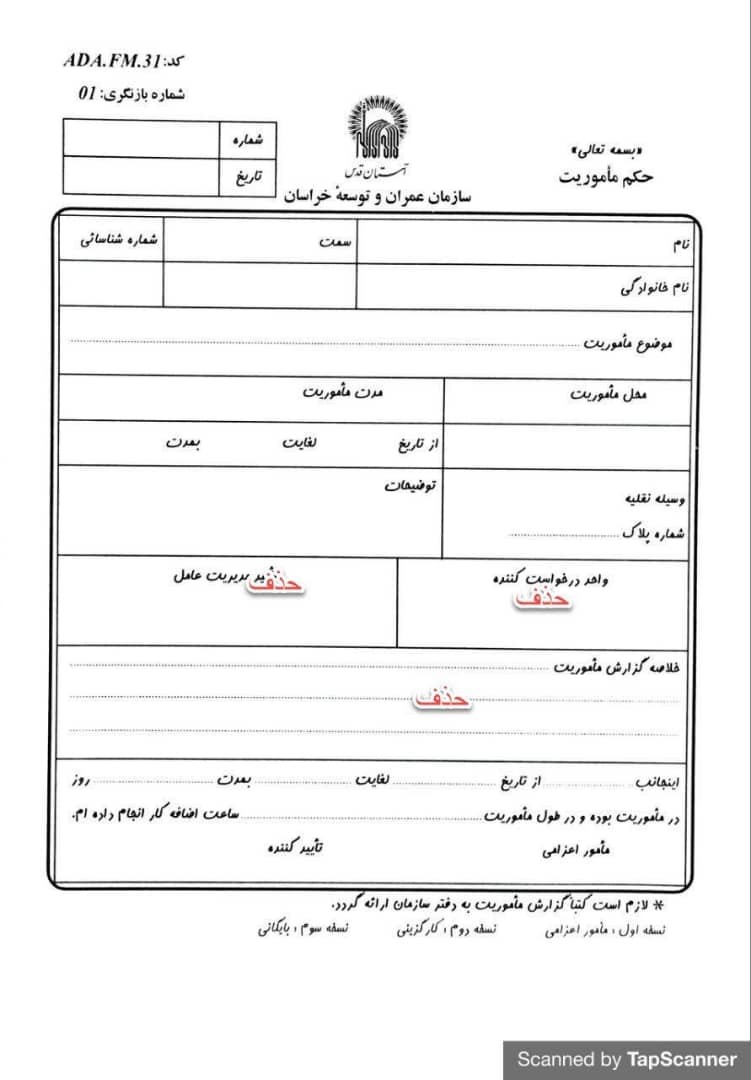 کد: ADA.FM.31
شماره بازنگری: 01
«بسمه تعالی»
حکم مأموریت
آستان قدس
سازمان عمران و توسعهٔ خراسان
شماره
تاریخ
نام
سمت
شماره شناسائی
نام خانوادگی
موضوع مأموریت
محل مأموریت
مدت مأموریت
از تاریخ لغایت بمدت
وسیله نقلیه
توضیحات
شماره پلاک
واحد درخواست کننده
حذف
مدیریت عامل
حذف
خلاصه گزارش مأموریت
حذف
اینجانب از تاریخ لغایت بمدت روز
در مأموریت بوده و در طول مأموریت ساعت اضافه کار انجام داده ام.
مأمور اعزامی
تأیید کننده
* لازم است کتباً گزارش مأموریت به دفتر سازمان ارائه گردد.
نسخه اول : مأمور اعزامی نسخه دوم : کارگزینی نسخه سوم : بایگانی
Scanned by TapScanner